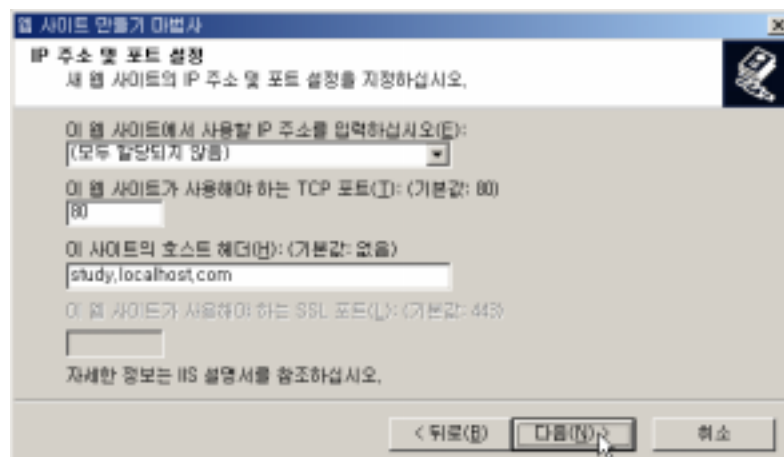 웹 사이트 만들기 마법사
IP 주소 및 포트 설정
새 웹 사이트의 IP 주소 및 포트 설정을 지정하십시오.
이 웹 사이트에서 사용할 IP 주소를 입력하십시오(E):
(모두 할당되지 않음)
이 웹 사이트가 사용해야 하는 TCP 포트(T): (기본값: 80)
80
이 사이트의 호스트 헤더(H): (기본값: 없음)
study.localhost.com
이 웹 사이트가 사용해야 하는 SSL 포트(L): (기본값: 443)
자세한 정보는 IIS 설명서를 참조하십시오.
< 뒤로(B) 다음(N) > 취소